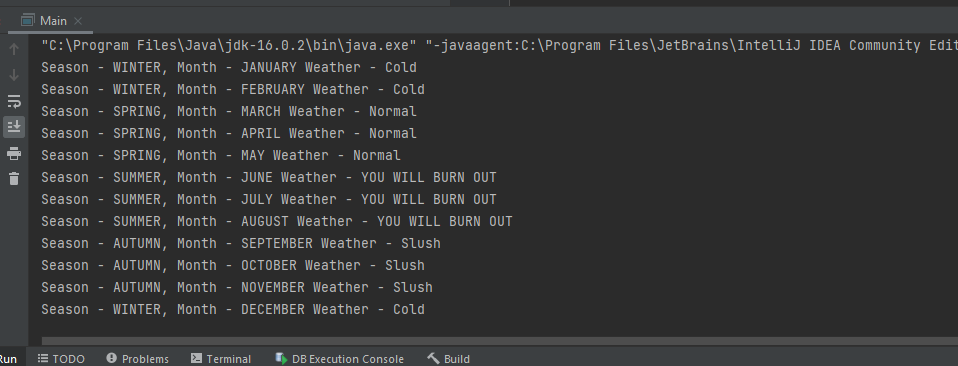 Main
"C:\Program Files\Java\jdk-16.0.2\bin\java.exe" "-javaagent:C:\Program Files\JetBrains\IntelliJ IDEA Community Edit
Season - WINTER, Month - JANUARY Weather - Cold
Season - WINTER, Month - FEBRUARY Weather - Cold
Season - SPRING, Month - MARCH Weather - Normal
Season - SPRING, Month - APRIL Weather - Normal
Season - SPRING, Month - MAY Weather - Normal
Season - SUMMER, Month - JUNE Weather - YOU WILL BURN OUT
Season - SUMMER, Month - JULY Weather - YOU WILL BURN OUT
Season - SUMMER, Month - AUGUST Weather - YOU WILL BURN OUT
Season - AUTUMN, Month - SEPTEMBER Weather - Slush
Season - AUTUMN, Month - OCTOBER Weather - Slush
Season - AUTUMN, Month - NOVEMBER Weather - Slush
Season - WINTER, Month - DECEMBER Weather - Cold
Run TODO Problems Terminal DB Execution Console Build